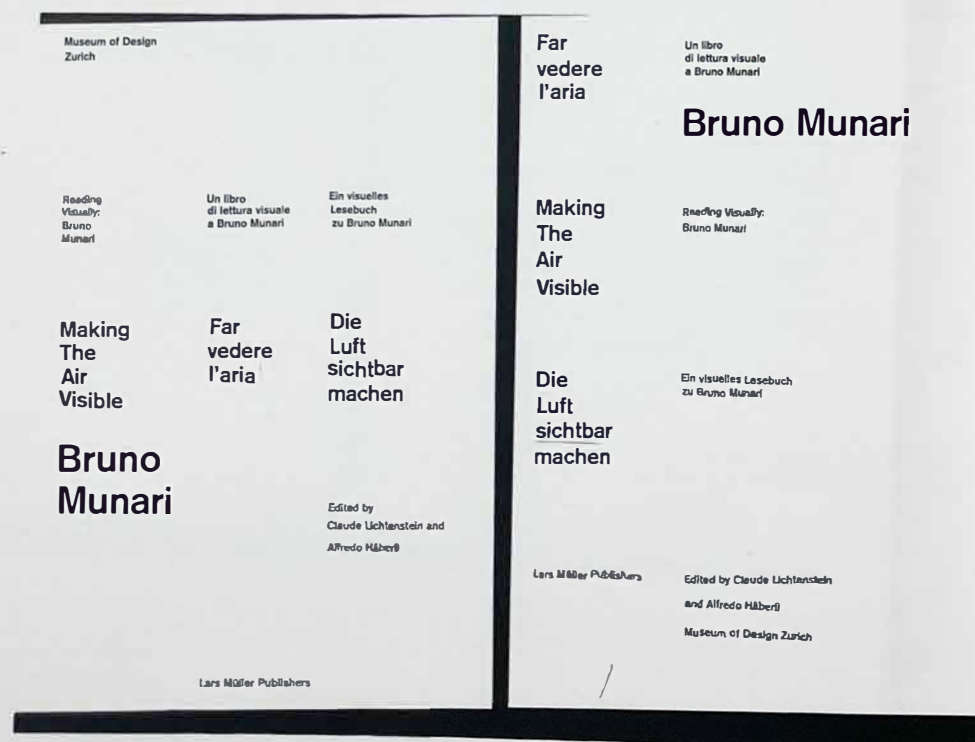 Museum of Design
Zurich
Reading
Visually:
Bruno
Munari
Un libro
di lettura visuale
a Bruno Munari
Ein visuelles
Lesebuch
zu Bruno Munari
Making
The
Air
Visible
Far
vedere
l'aria
Die
Luft
sichtbar
machen
Bruno
Munari
Edited by
Claude Lichtenstein and
Alfredo Häberli
Lars Müller Publishers
Far
vedere
l'aria
Un libro
di lettura visuale
a Bruno Munari
Bruno Munari
Making
The
Air
Visible
Reading Visually:
Bruno Munari
Die
Luft
sichtbar
machen
Ein visuelles Lesebuch
zu Bruno Munari
Lars Müller Publishers
Edited by Claude Lichtenstein
and Alfredo Häberli
Museum of Design Zurich